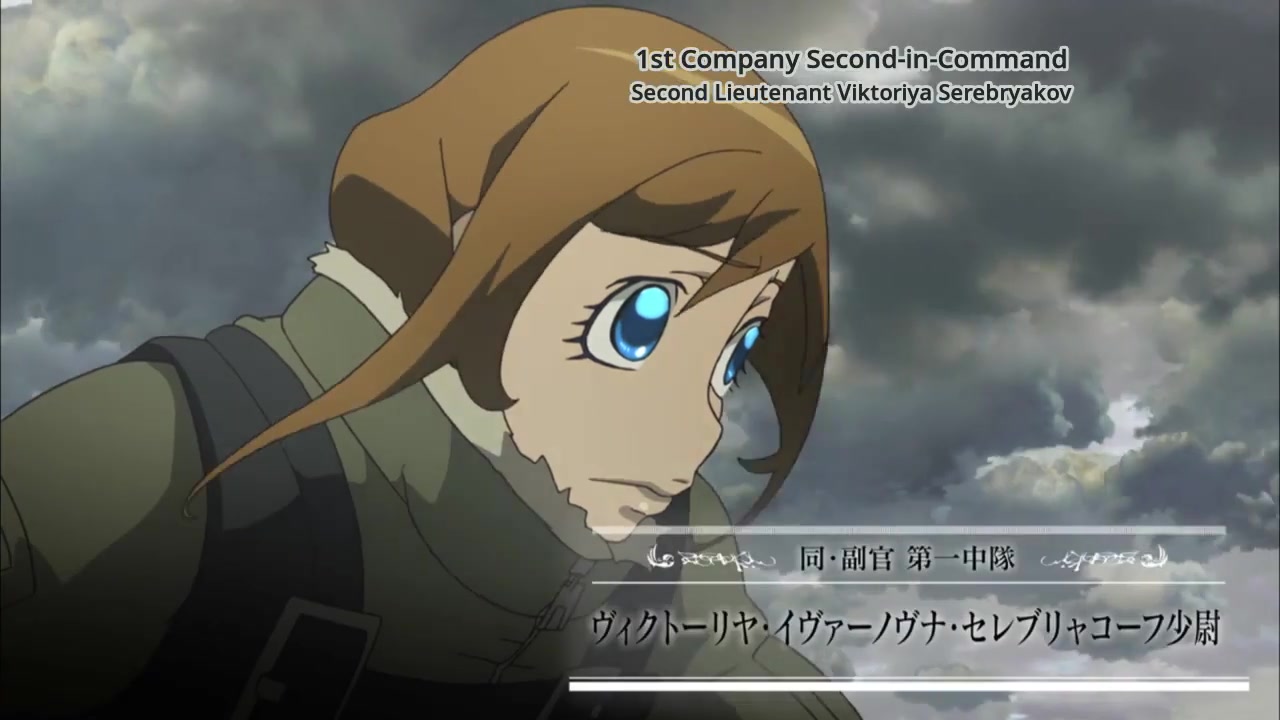 1st Company Second-in-Command
Second Lieutenant Viktoriya Serebryakov
同・副官 第一中隊
ヴィクトーリヤ・イヴァーノヴナ・セレブリャコーフ少尉